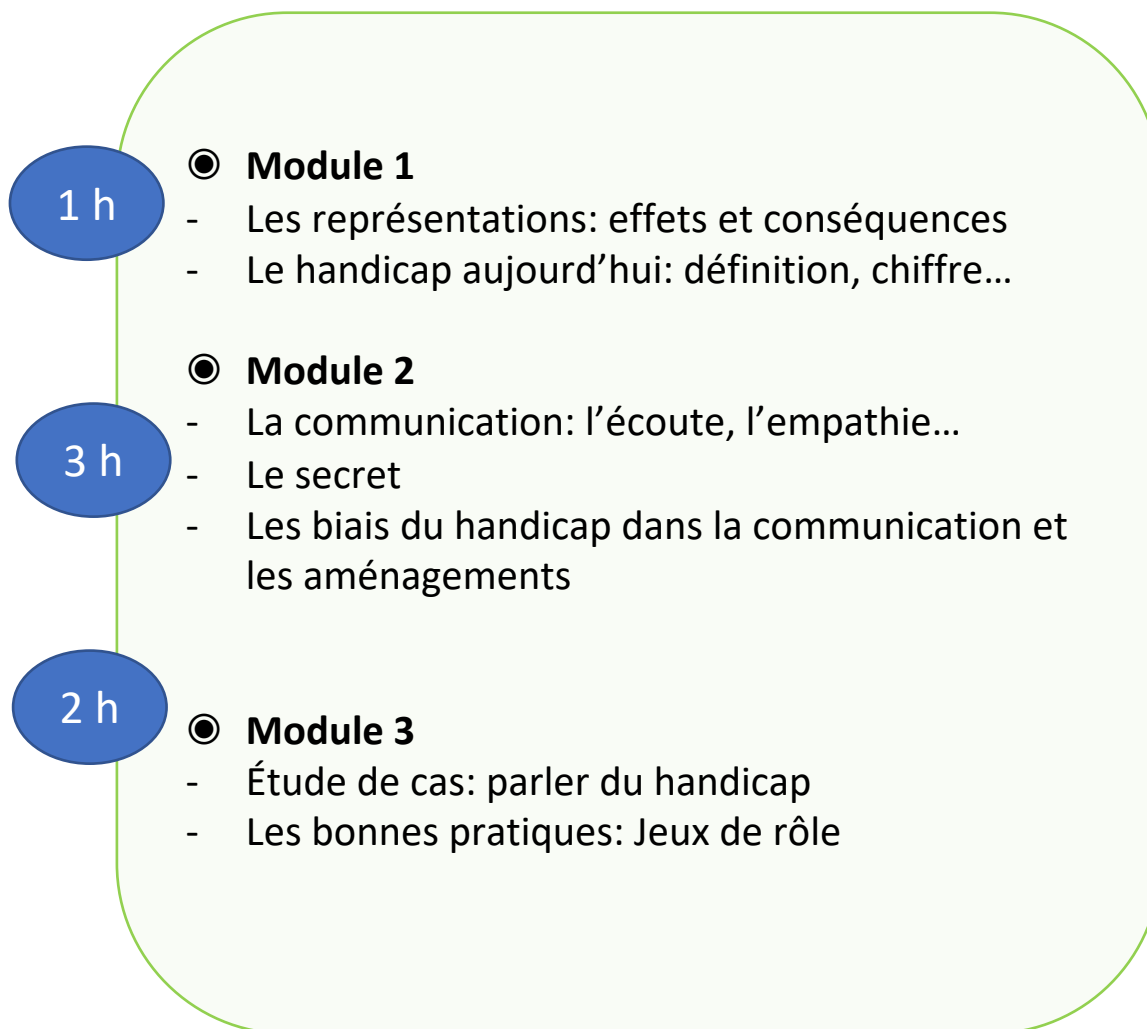 1 h
◉ Module 1
- Les représentations: effets et conséquences
- Le handicap aujourd’hui: définition, chiffre…
3 h
◉ Module 2
- La communication: l’écoute, l’empathie…
- Le secret
- Les biais du handicap dans la communication et
les aménagements
2 h
◉ Module 3
- Étude de cas: parler du handicap
- Les bonnes pratiques: Jeux de rôle